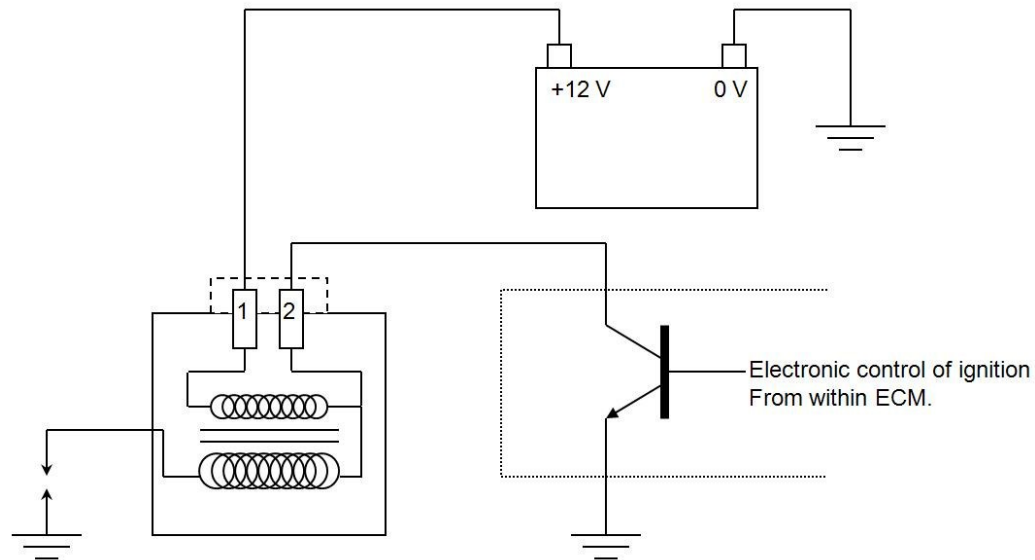 +12 V 0 V
1 2
Electronic control of ignition
From within ECM.